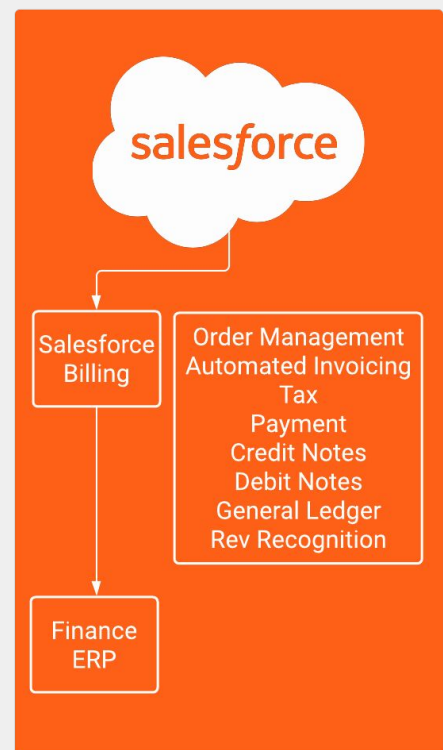 salesforce
Salesforce
Billing
Order Management
Automated Invoicing
Tax
Payment
Credit Notes
Debit Notes
General Ledger
Rev Recognition
Finance
ERP